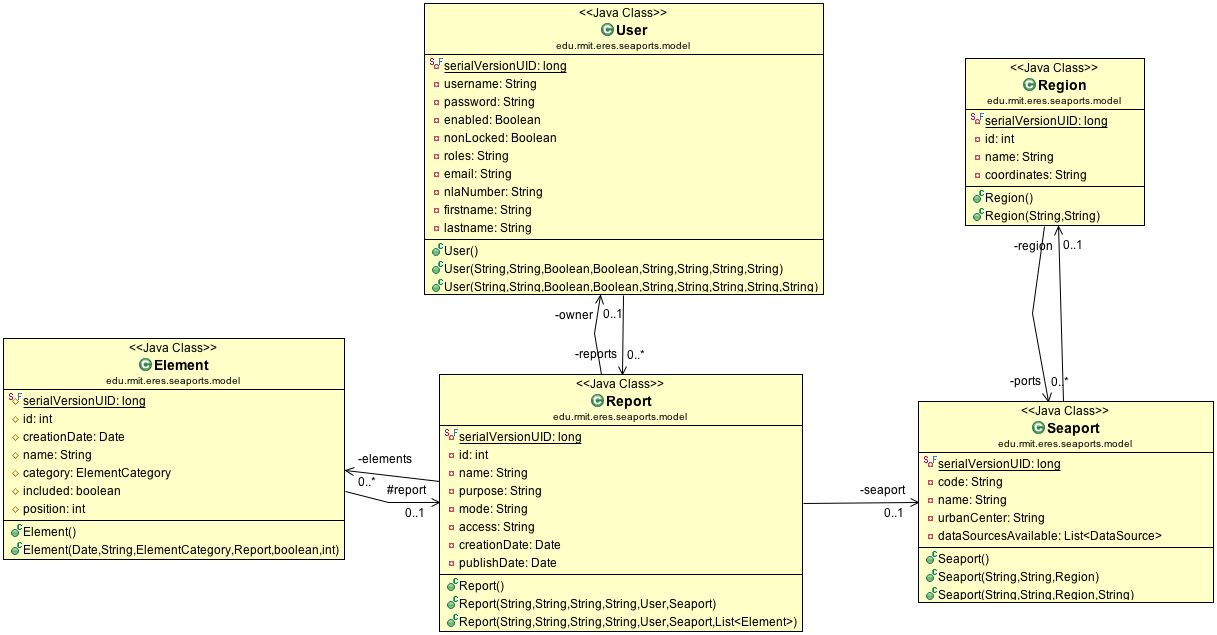 <<Java Class>>
User
edu.rmit.eres.seaports.model
serialVersionUID: long
username: String
password: String
enabled: Boolean
nonLocked: Boolean
roles: String
email: String
nlaNumber: String
firstname: String
lastname: String
User()
User(String,String,Boolean,Boolean,String,String,String,String)
User(String,String,Boolean,Boolean,String,String,String,String,String)
<<Java Class>>
Region
edu.rmit.eres.seaports.model
serialVersionUID: long
id: int
name: String
coordinates: String
Region()
Region(String,String)
-region
0..1
-ports
0..*
-owner
0..1
-reports
0..*
<<Java Class>>
Element
edu.rmit.eres.seaports.model
serialVersionUID: long
id: int
creationDate: Date
name: String
category: ElementCategory
included: boolean
position: int
Element()
Element(Date,String,ElementCategory,Report,boolean,int)
-elements
0..*
#report
0..1
<<Java Class>>
Report
edu.rmit.eres.seaports.model
serialVersionUID: long
id: int
name: String
purpose: String
mode: String
access: String
creationDate: Date
publishDate: Date
Report()
Report(String,String,String,String,User,Seaport)
Report(String,String,String,String,User,Seaport,List<Element>)
-seaport
0..1
<<Java Class>>
Seaport
edu.rmit.eres.seaports.model
serialVersionUID: long
code: String
name: String
urbanCenter: String
dataSourcesAvailable: List<DataSource>
Seaport()
Seaport(String,String,Region)
Seaport(String,String,Region,String)